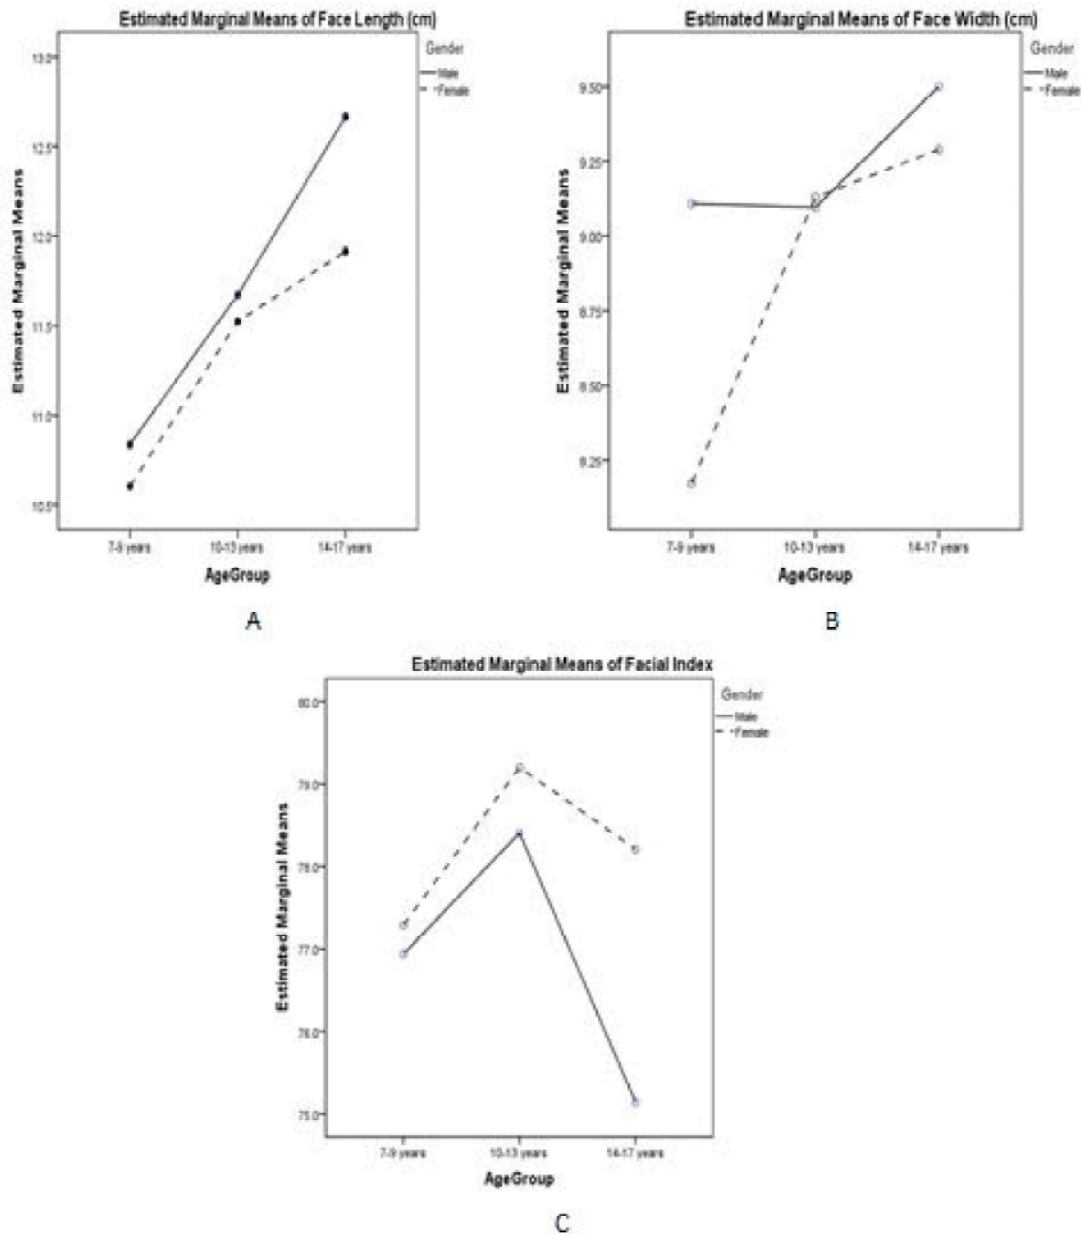 Estimated Marginal Means of Face Length (cm)
Gender
Male
Female
13.0
12.5
12.0
11.5
11.0
10.5
Estimated Marginal Means
7-9 years
10-13 years
14-17 years
AgeGroup
A
Estimated Marginal Means of Face Width (cm)
Gender
Male
Female
9.50
9.25
9.00
8.75
8.50
8.25
Estimated Marginal Means
7-9 years
10-13 years
14-17 years
AgeGroup
B
Estimated Marginal Means of Facial Index
Gender
Male
Female
80.0
79.0
78.0
77.0
76.0
75.0
Estimated Marginal Means
7-9 years
10-13 years
14-17 years
AgeGroup
C